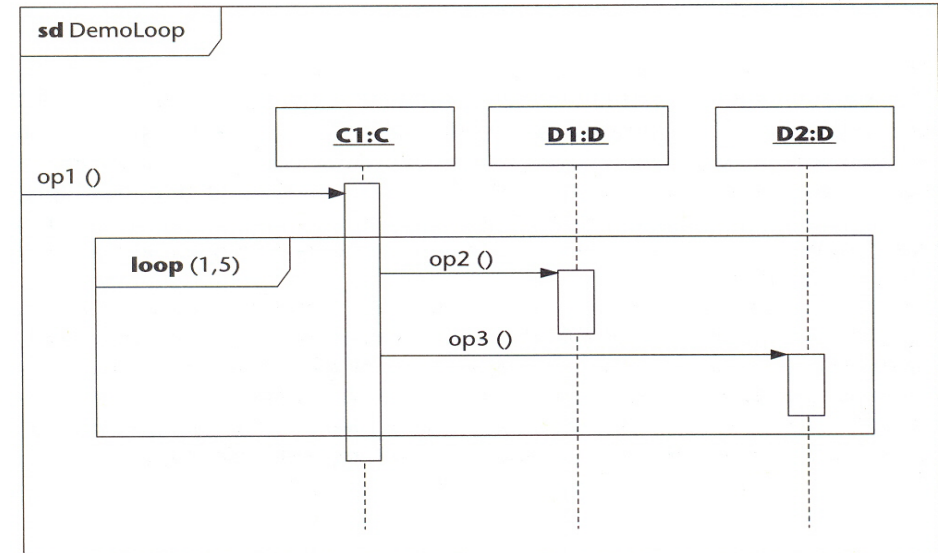 sd DemoLoop
C1:C
D1:D
D2:D
op1 ()
loop (1,5)
op2 ()
op3 ()